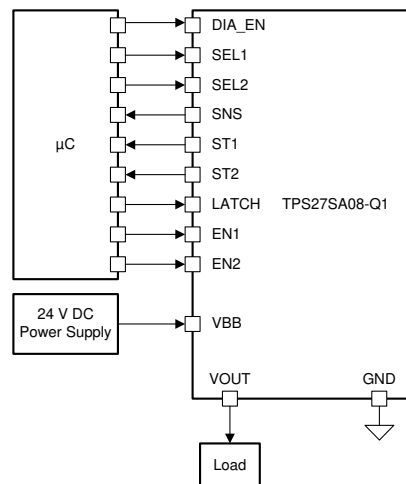 DIA_EN
SEL1
SEL2
SNS
µC
ST1
ST2
LATCH TPS27SA08-Q1
EN1
EN2
24 V DC
Power Supply
VBB
VOUT GND
Load